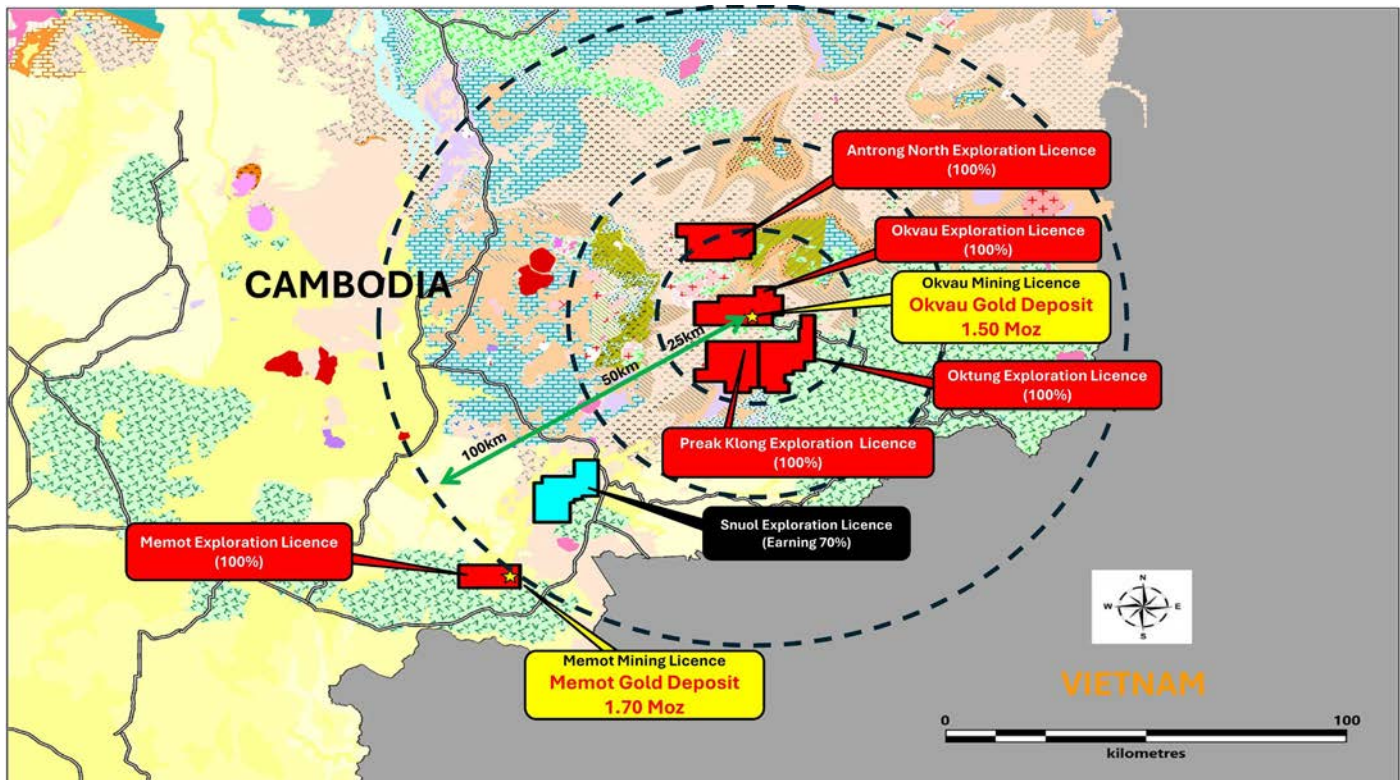 Antrong North Exploration Licence
(100%)
Okvau Exploration Licence
(100%)
CAMBODIA
Okvau Mining Licence
Okvau Gold Deposit
1.50 Moz
25km
50km
100km
Oktung Exploration Licence
(100%)
Preak Klong Exploration Licence
(100%)
Snuol Exploration Licence
(Earning 70%)
Memot Exploration Licence
(100%)
Memot Mining Licence
Memot Gold Deposit
1.70 Moz
N
W
E
S
VIETNAM
0
100
kilometres